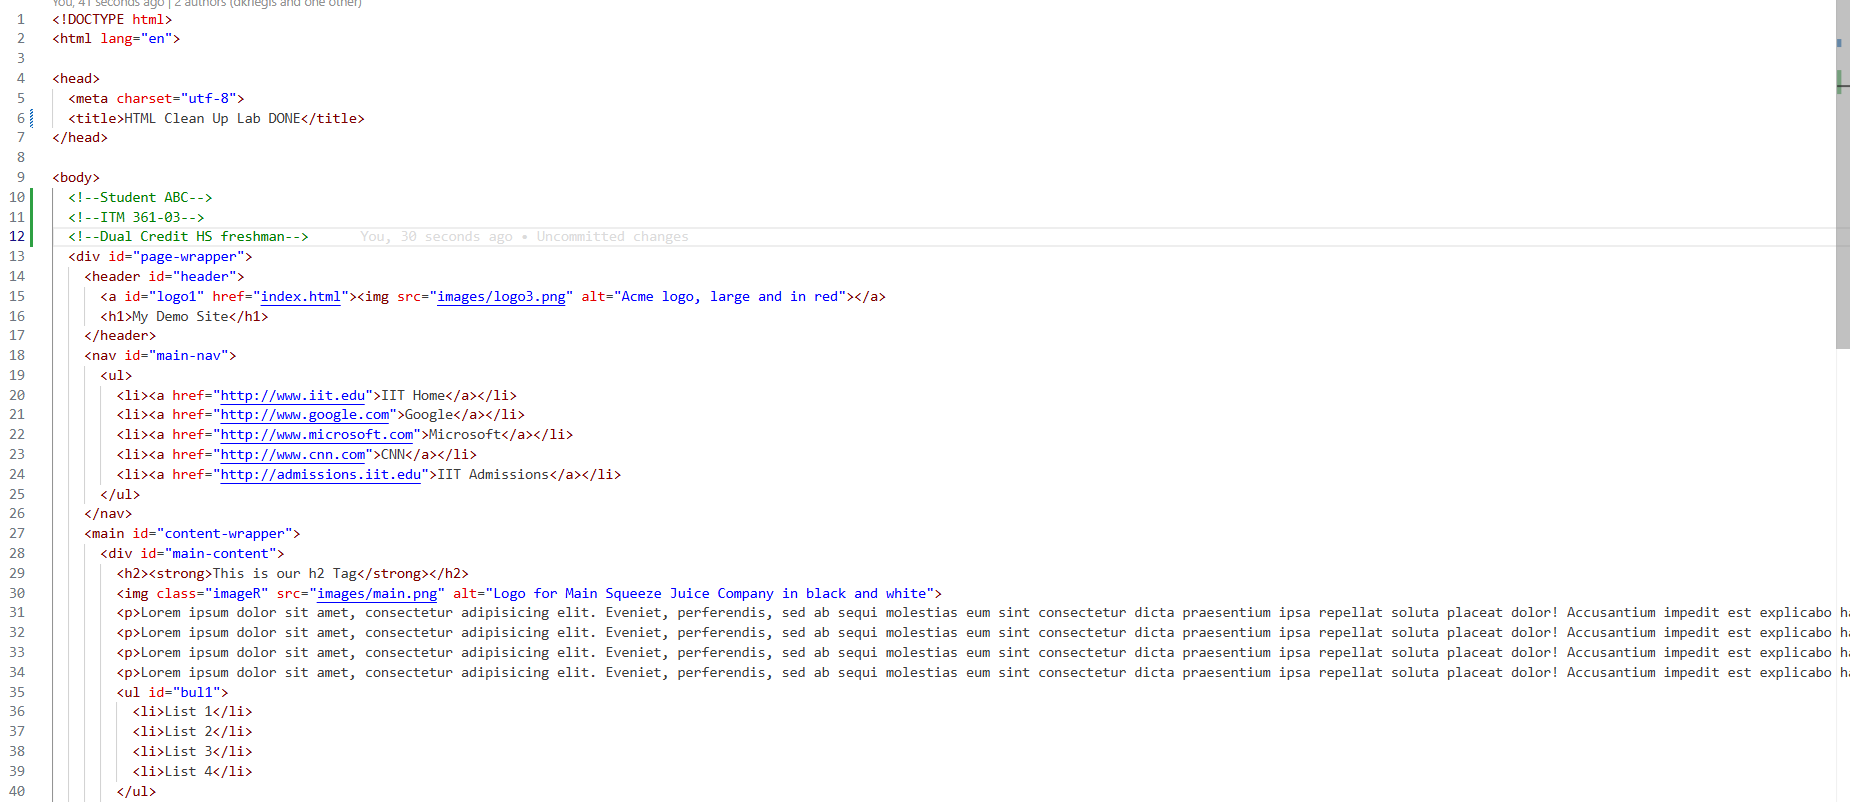 You, 41 seconds ago | 2 authors (dkriegis and one other)
1 <!DOCTYPE html>
2 <html lang="en">
3
4 <head>
5 <meta charset="utf-8">
6 <title>HTML Clean Up Lab DONE</title>
7 </head>
8
9 <body>
10 <!--Student ABC-->
11 <!--ITM 361-03-->
12 <!--Dual Credit HS freshman--> You, 30 seconds ago • Uncommitted changes
13 <div id="page-wrapper">
14 <header id="header">
15 <a id="logo1" href="index.html"><img src="images/logo3.png" alt="Acme logo, large and in red"></a>
16 <h1>My Demo Site</h1>
17 </header>
18 <nav id="main-nav">
19 <ul>
20 <li><a href="http://www.iit.edu">IIT Home</a></li>
21 <li><a href="http://www.google.com">Google</a></li>
22 <li><a href="http://www.microsoft.com">Microsoft</a></li>
23 <li><a href="http://www.cnn.com">CNN</a></li>
24 <li><a href="http://admissions.iit.edu">IIT Admissions</a></li>
25 </ul>
26 </nav>
27 <main id="content-wrapper">
28 <div id="main-content">
29 <h2><strong>This is our h2 Tag</strong></h2>
30 <img class="imageR" src="images/main.png" alt="Logo for Main Squeeze Juice Company in black and white">
31 <p>Lorem ipsum dolor sit amet, consectetur adipisicing elit. Eveniet, perferendis, sed ab sequi molestias eum sint consectetur dicta praesentium ipsa repellat soluta placeat dolor! Accusantium impedit est explicabo
32 <p>Lorem ipsum dolor sit amet, consectetur adipisicing elit. Eveniet, perferendis, sed ab sequi molestias eum sint consectetur dicta praesentium ipsa repellat soluta placeat dolor! Accusantium impedit est explicabo
33 <p>Lorem ipsum dolor sit amet, consectetur adipisicing elit. Eveniet, perferendis, sed ab sequi molestias eum sint consectetur dicta praesentium ipsa repellat soluta placeat dolor! Accusantium impedit est explicabo
34 <p>Lorem ipsum dolor sit amet, consectetur adipisicing elit. Eveniet, perferendis, sed ab sequi molestias eum sint consectetur dicta praesentium ipsa repellat soluta placeat dolor! Accusantium impedit est explicabo
35 <ul id="bul1">
36 <li>List 1</li>
37 <li>List 2</li>
38 <li>List 3</li>
39 <li>List 4</li>
40 </ul>